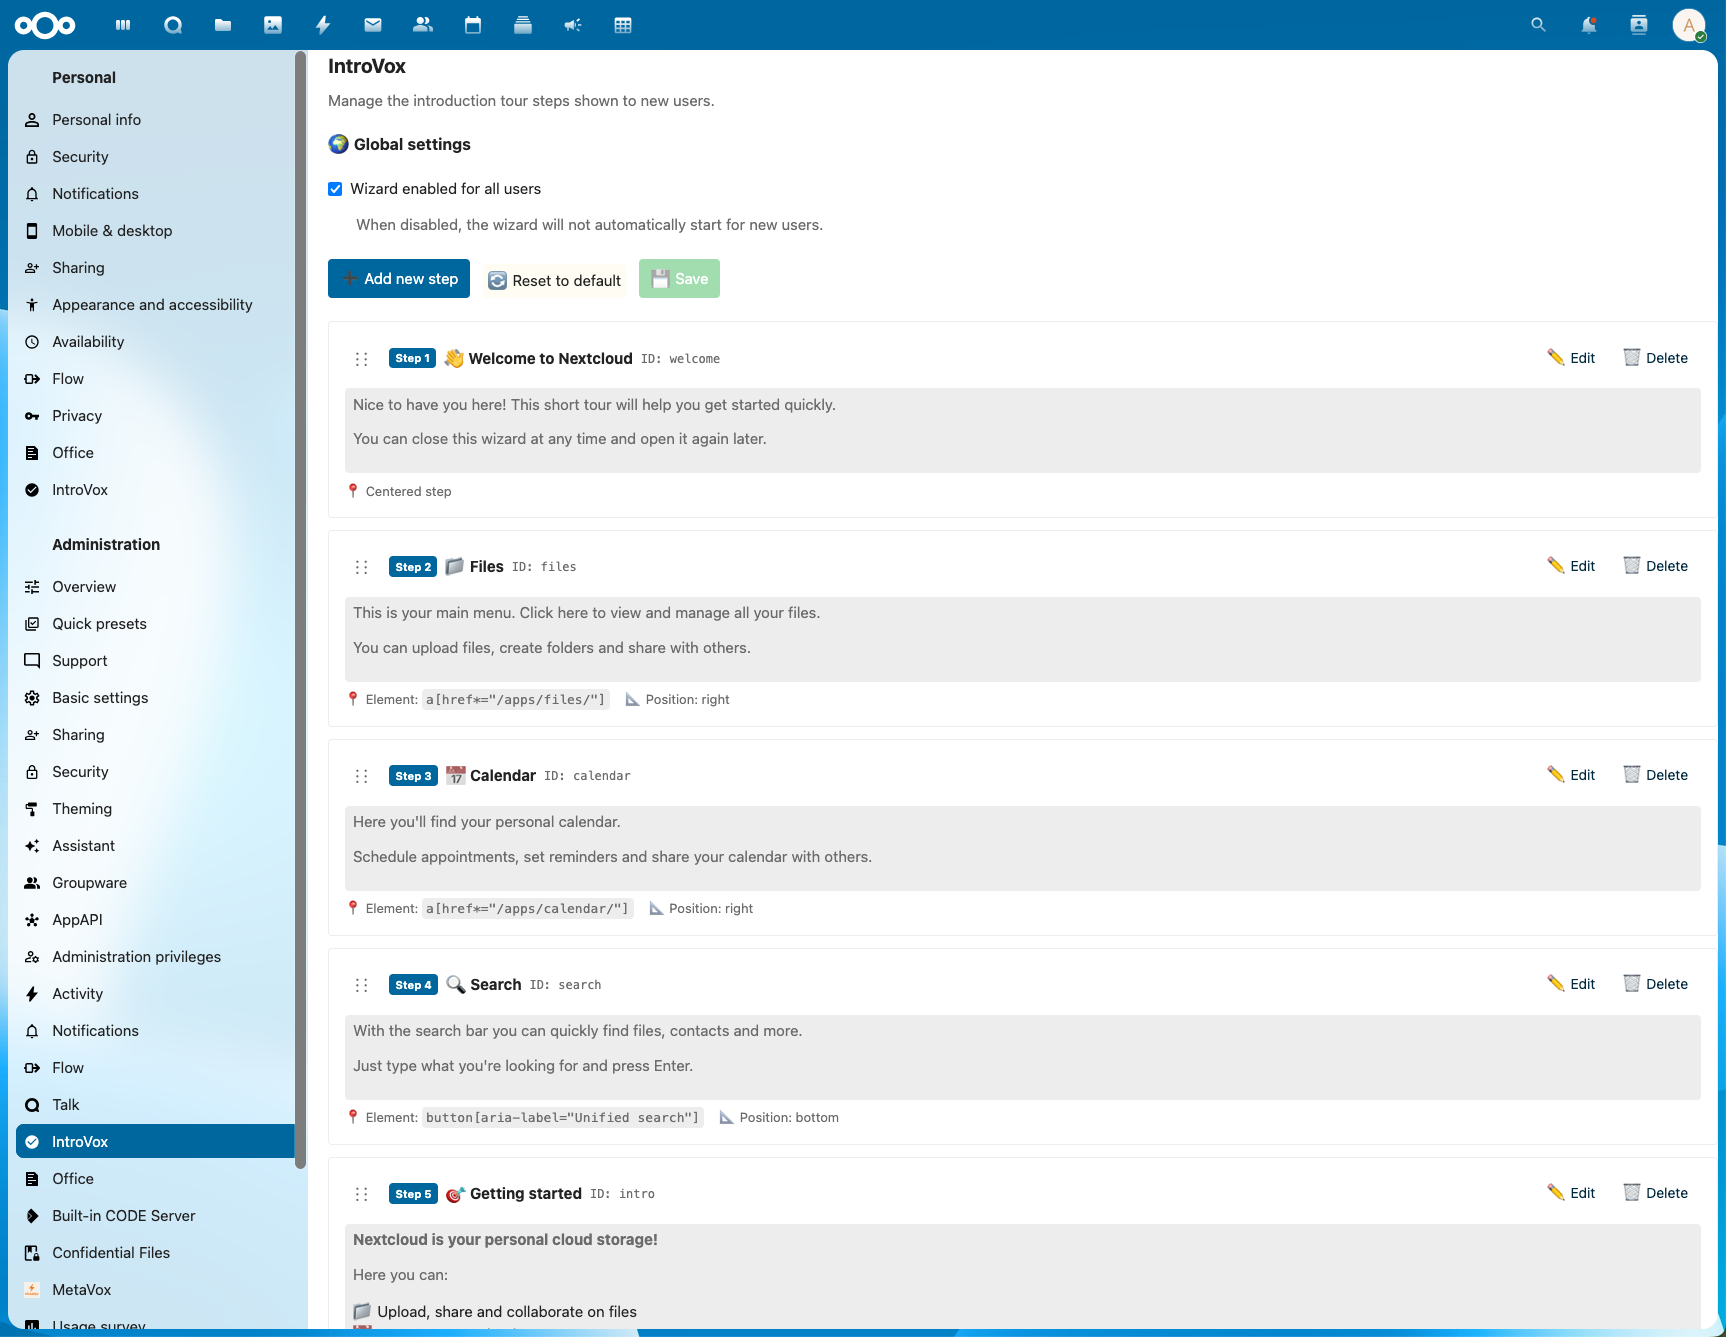 A
Personal
Personal info
Security
Notifications
Mobile & desktop
Sharing
Appearance and accessibility
Availability
Flow
Privacy
Office
IntroVox
Administration
Overview
Quick presets
Support
Basic settings
Sharing
Security
Theming
Assistant
Groupware
AppAPI
Administration privileges
Activity
Notifications
Flow
Talk
IntroVox
Office
Built-in CODE Server
Confidential Files
MetaVox
Usage survey
IntroVox
Manage the introduction tour steps shown to new users.
🌍 Global settings
Wizard enabled for all users
When disabled, the wizard will not automatically start for new users.
➕ Add new step 🔄 Reset to default 💾 Save
Step 1 👋 Welcome to Nextcloud ID: welcome ✏️ Edit 🗑️ Delete
Nice to have you here! This short tour will help you get started quickly.
You can close this wizard at any time and open it again later.
📍 Centered step
Step 2 📁 Files ID: files ✏️ Edit 🗑️ Delete
This is your main menu. Click here to view and manage all your files.
You can upload files, create folders and share with others.
📍 Element: a[href*="/apps/files/"] 📐 Position: right
Step 3 📅 Calendar ID: calendar ✏️ Edit 🗑️ Delete
Here you'll find your personal calendar.
Schedule appointments, set reminders and share your calendar with others.
📍 Element: a[href*="/apps/calendar/"] 📐 Position: right
Step 4 🔍 Search ID: search ✏️ Edit 🗑️ Delete
With the search bar you can quickly find files, contacts and more.
Just type what you're looking for and press Enter.
📍 Element: button[aria-label="Unified search"] 📐 Position: bottom
Step 5 🎯 Getting started ID: intro ✏️ Edit 🗑️ Delete
Nextcloud is your personal cloud storage!
Here you can:
📁 Upload, share and collaborate on files